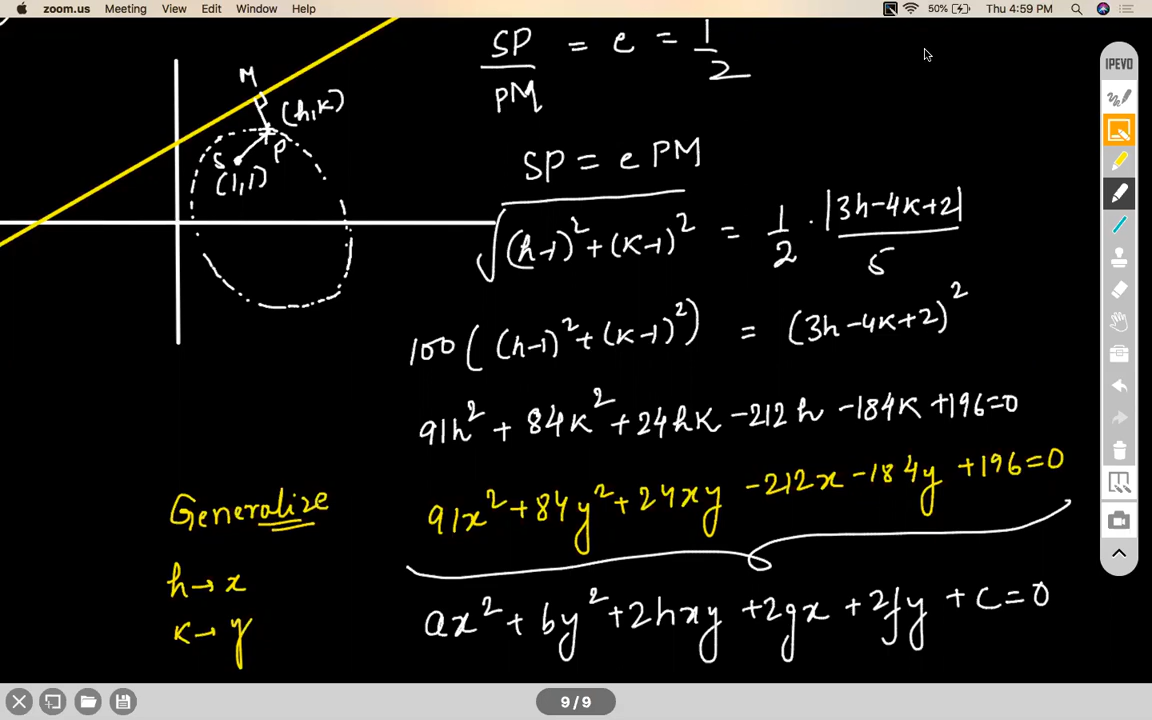 zoom.us Meeting View Edit Window Help 50% Thu 4:59 PM
IPEVO
SP/PM = e = 1/2
M
(h,k)
S P
(1,1)
SP = e PM
√((h-1)² + (k-1)²) = 1/2 · |3h-4k+2|/5
100((h-1)² + (k-1)²) = (3h-4k+2)²
91h² + 84k² + 24hk - 212h - 184k + 196 = 0
91x² + 84y² + 24xy - 212x - 184y + 196 = 0
Generalize
h → x
k → y
ax² + by² + 2hxy + 2gx + 2fy + c = 0
9 / 9